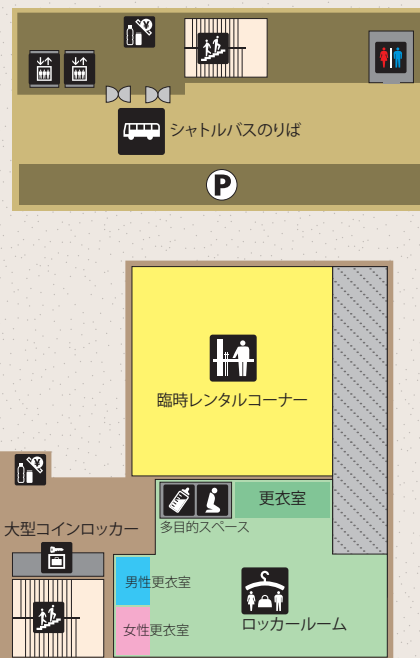 シャトルバスのりば
P
臨時レンタルコーナー
更衣室
多目的スペース
大型コインロッカー
男性更衣室
女性更衣室
ロッカールーム